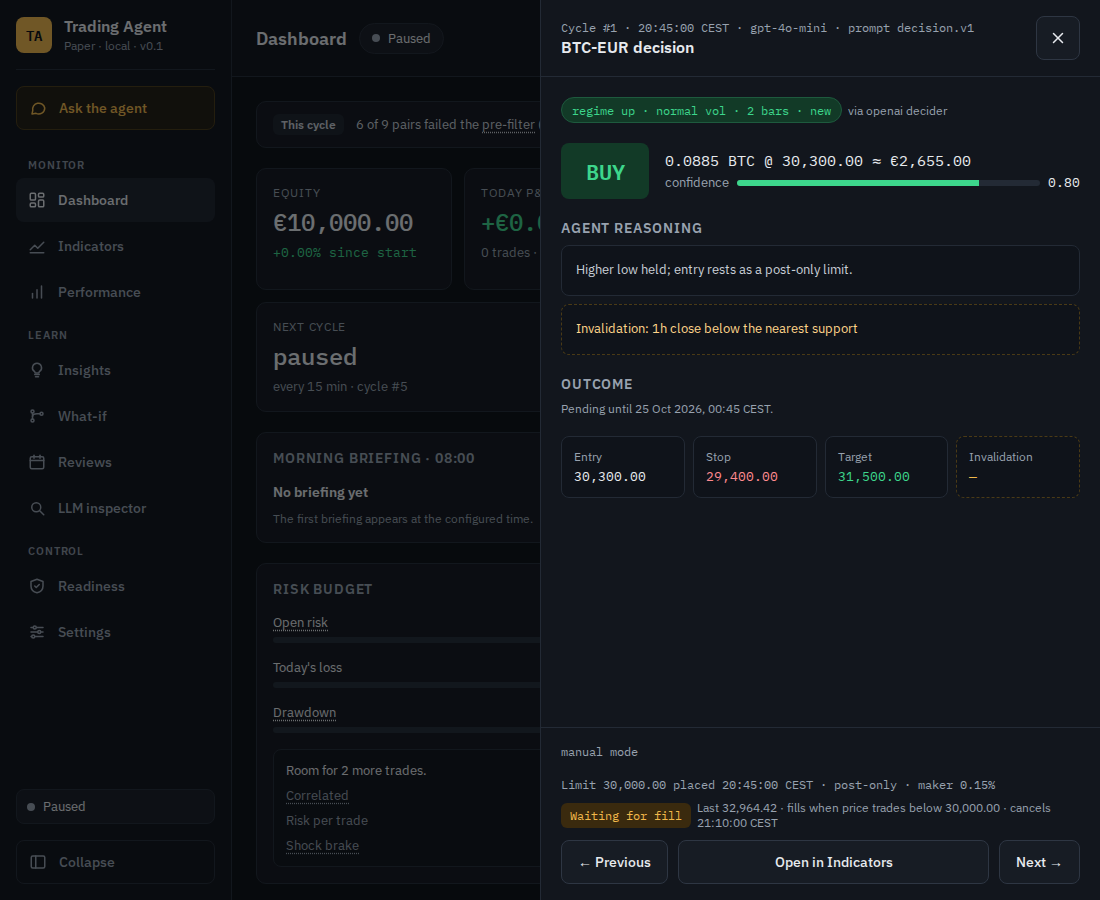 TA
Trading Agent
Paper · local · v0.1
Ask the agent
MONITOR
Dashboard
Indicators
Performance
LEARN
Insights
What-if
Reviews
LLM inspector
CONTROL
Readiness
Settings
Paused
Collapse
Dashboard
Paused
This cycle
6 of 9 pairs failed the pre-filter
EQUITY
€10,000.00
+0.00% since start
TODAY P&
+€0.
0 trades ·
NEXT CYCLE
paused
every 15 min · cycle #5
MORNING BRIEFING · 08:00
No briefing yet
The first briefing appears at the configured time.
RISK BUDGET
Open risk
Today's loss
Drawdown
Room for 2 more trades.
Correlated
Risk per trade
Shock brake
Cycle #1 · 20:45:00 CEST · gpt-4o-mini · prompt decision.v1
BTC-EUR decision
regime up · normal vol · 2 bars · new
via openai decider
BUY
0.0885 BTC @ 30,300.00 ≈ €2,655.00
confidence
0.80
AGENT REASONING
Higher low held; entry rests as a post-only limit.
Invalidation: 1h close below the nearest support
OUTCOME
Pending until 25 Oct 2026, 00:45 CEST.
Entry
30,300.00
Stop
29,400.00
Target
31,500.00
Invalidation
—
manual mode
Limit 30,000.00 placed 20:45:00 CEST · post-only · maker 0.15%
Waiting for fill
Last 32,964.42 · fills when price trades below 30,000.00 · cancels
21:10:00 CEST
← Previous
Open in Indicators
Next →